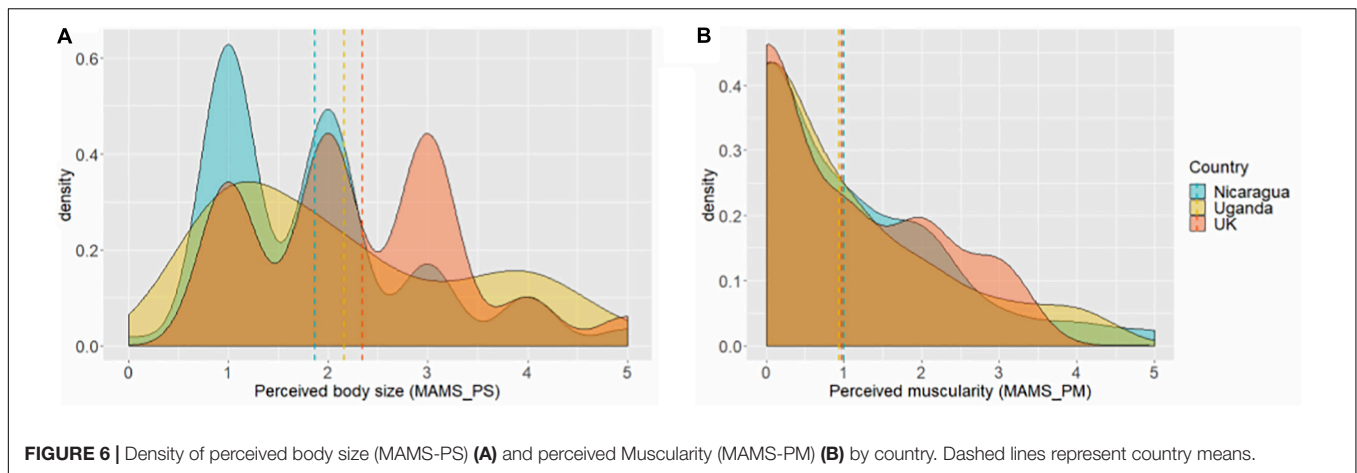 A
density
0.6
0.4
0.2
0.0
0 1 2 3 4 5
Perceived body size (MAMS_PS)
B
density
0.4
0.3
0.2
0.1
0.0
0 1 2 3 4 5
Perceived muscularity (MAMS_PM)
Country
Nicaragua
Uganda
UK
FIGURE 6 | Density of perceived body size (MAMS-PS) (A) and perceived Muscularity (MAMS-PM) (B) by country. Dashed lines represent country means.